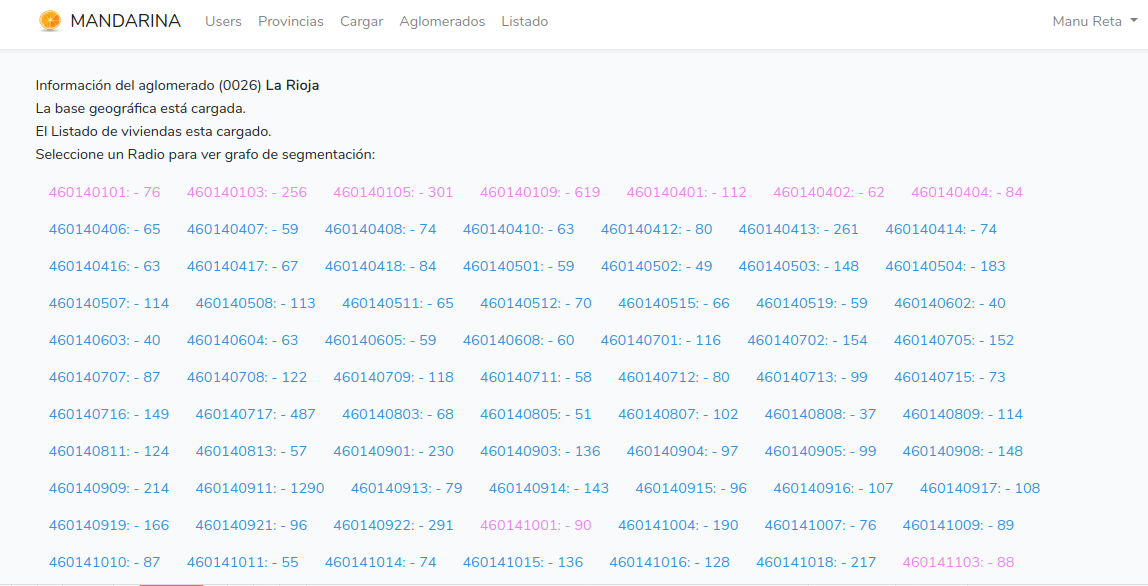 MANDARINA Users Provincias Cargar Aglomerados Listado Manu Reta
Información del aglomerado (0026) La Rioja
La base geográfica está cargada.
El Listado de viviendas esta cargado.
Seleccione un Radio para ver grafo de segmentación:
460140101: - 76 460140103: - 256 460140105: - 301 460140109: - 619 460140401: - 112 460140402: - 62 460140404: - 84
460140406: - 65 460140407: - 59 460140408: - 74 460140410: - 63 460140412: - 80 460140413: - 261 460140414: - 74
460140416: - 63 460140417: - 67 460140418: - 84 460140501: - 59 460140502: - 49 460140503: - 148 460140504: - 183
460140507: - 114 460140508: - 113 460140511: - 65 460140512: - 70 460140515: - 66 460140519: - 59 460140602: - 40
460140603: - 40 460140604: - 63 460140605: - 59 460140608: - 60 460140701: - 116 460140702: - 154 460140705: - 152
460140707: - 87 460140708: - 122 460140709: - 118 460140711: - 58 460140712: - 80 460140713: - 99 460140715: - 73
460140716: - 149 460140717: - 487 460140803: - 68 460140805: - 51 460140807: - 102 460140808: - 37 460140809: - 114
460140811: - 124 460140813: - 57 460140901: - 230 460140903: - 136 460140904: - 97 460140905: - 99 460140908: - 148
460140909: - 214 460140911: - 1290 460140913: - 79 460140914: - 143 460140915: - 96 460140916: - 107 460140917: - 108
460140919: - 166 460140921: - 96 460140922: - 291 460141001: - 90 460141004: - 190 460141007: - 76 460141009: - 89
460141010: - 87 460141011: - 55 460141014: - 74 460141015: - 136 460141016: - 128 460141018: - 217 460141103: - 88